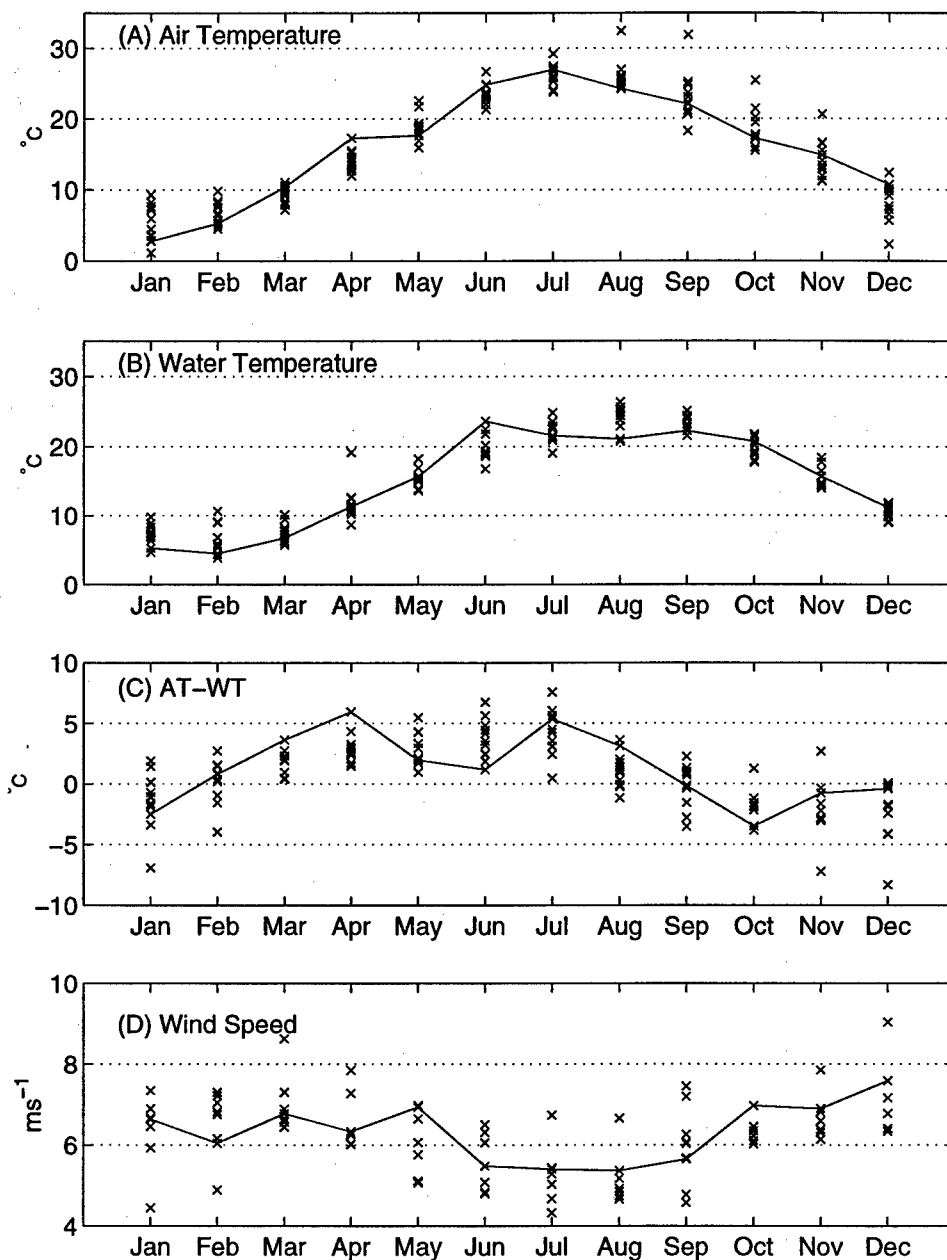 (A) Air Temperature
°C
30
20
10
0
Jan Feb Mar Apr May Jun Jul Aug Sep Oct Nov Dec
(B) Water Temperature
°C
30
20
10
0
Jan Feb Mar Apr May Jun Jul Aug Sep Oct Nov Dec
(C) AT−WT
°C
10
5
0
−5
−10
Jan Feb Mar Apr May Jun Jul Aug Sep Oct Nov Dec
(D) Wind Speed
ms⁻¹
10
8
6
4
Jan Feb Mar Apr May Jun Jul Aug Sep Oct Nov Dec